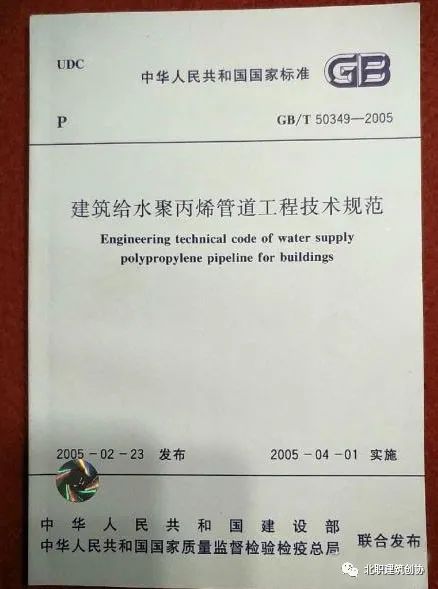 UDC
中华人民共和国国家标准
GB
P
GB/T 50349—2005
建筑给水聚丙烯管道工程技术规范
Engineering technical code of water supply
polypropylene pipeline for buildings
2005-02-23 发布
2005-04-01 实施
中华人民共和国建设部
中华人民共和国国家质量监督检验检疫总局
联合发布
北职建筑创协